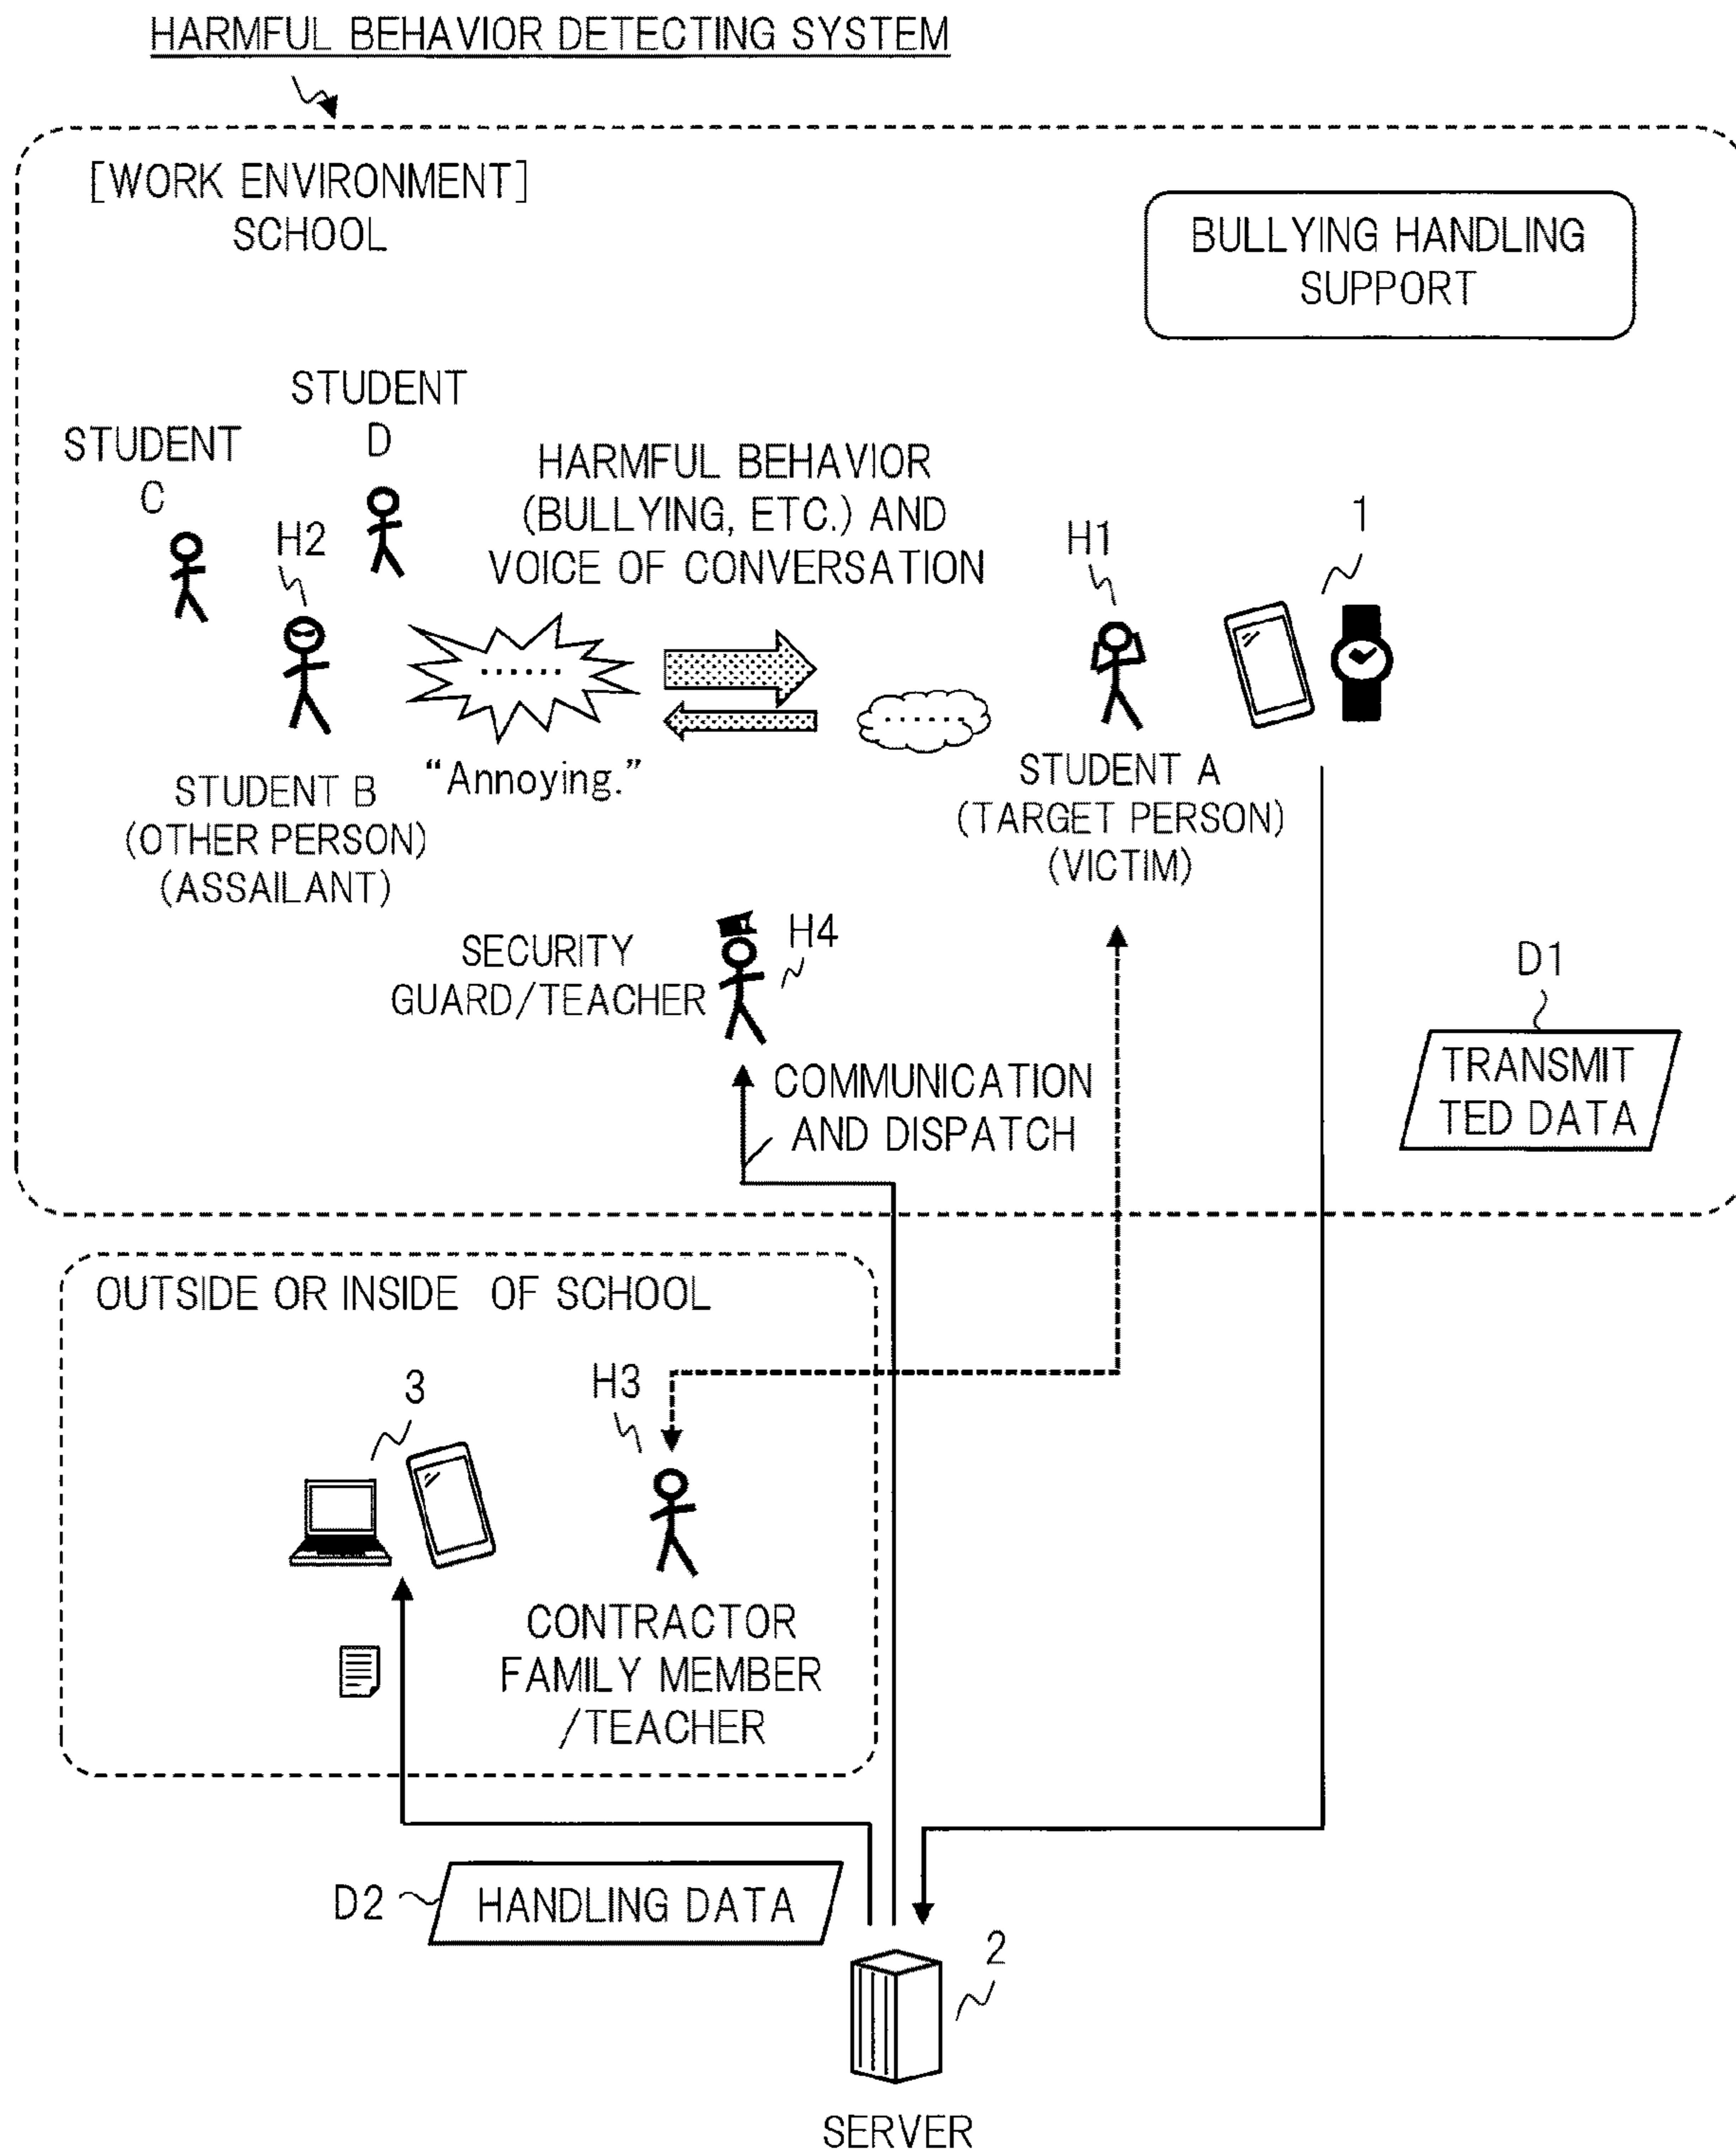 HARMFUL BEHAVIOR DETECTING SYSTEM
[WORK ENVIRONMENT]
SCHOOL
BULLYING HANDLING
SUPPORT
STUDENT
C
STUDENT
D
H2
HARMFUL BEHAVIOR
(BULLYING, ETC.) AND
VOICE OF CONVERSATION
H1
1
......
......
"Annoying."
STUDENT B
(OTHER PERSON)
(ASSAILANT)
STUDENT A
(TARGET PERSON)
(VICTIM)
SECURITY
GUARD/TEACHER
H4
COMMUNICATION
AND DISPATCH
D1
TRANSMIT
TED DATA
OUTSIDE OR INSIDE OF SCHOOL
3
H3
CONTRACTOR
FAMILY MEMBER
/TEACHER
D2
HANDLING DATA
2
SERVER